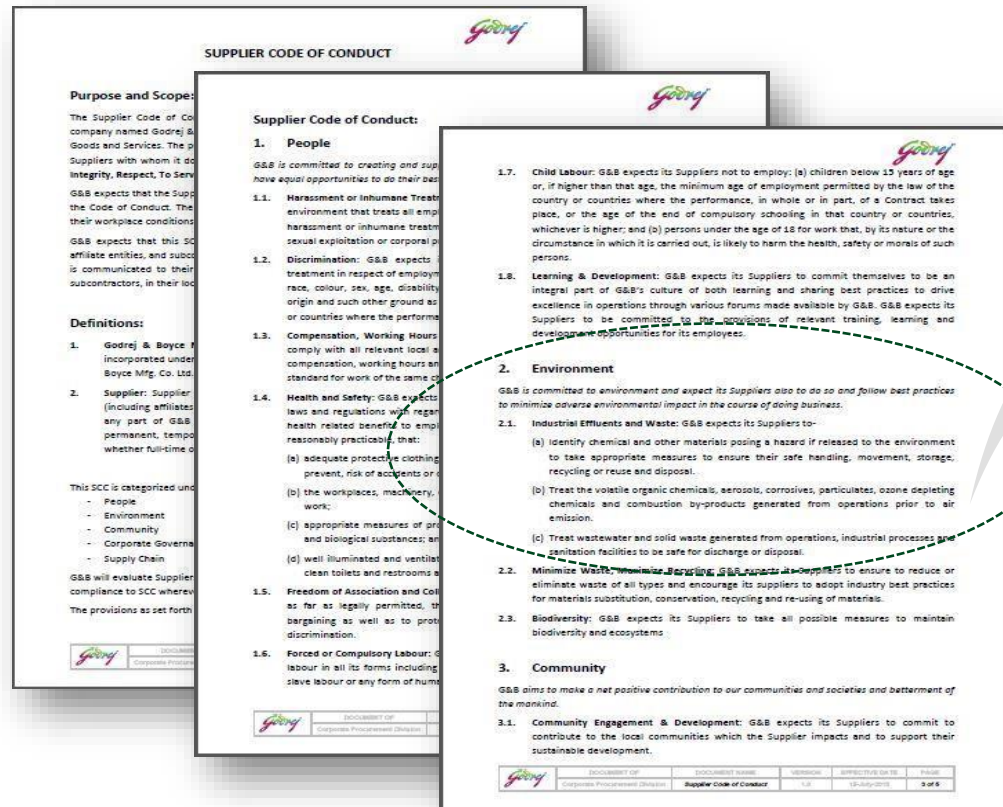 Godrej
SUPPLIER CODE OF CONDUCT
Purpose and Scope:
The Supplier Code of Co
company named Godrej &
Goods and Services. The p
Suppliers with whom it do
Integrity, Respect, To Serv
G&B expects that the Supp
the Code of Conduct. The
their workplace conditions
G&B expects that this SC
affiliate entities, and subco
is communicated to their
subcontractors, in their loc
Definitions:
1. Godrej & Boyce M
incorporated under
Boyce Mfg. Co. Ltd.
2. Supplier: Supplier
(including affiliates
any part of G&B
permanent, tempo
whether full-time o
This SCC is categorized und
- People
- Environment
- Community
- Corporate Governa
- Supply Chain
G&B will evaluate Supplier
compliance to SCC wherev
The provisions as set forth
Godrej
DOCUME
Corporate Procure
Godrej
Supplier Code of Conduct:
1. People
G&B is committed to creating and supp
have equal opportunities to do their bes
1.1. Harassment or Inhumane Treatm
environment that treats all empl
harassment or inhumane treatm
sexual exploitation or corporal p
1.2. Discrimination: G&B expects i
treatment in respect of employm
race, colour, sex, age, disability
origin and such other ground as
or countries where the performa
1.3. Compensation, Working Hours
comply with all relevant local a
compensation, working hours an
standard for work of the same ch
1.4. Health and Safety: G&B expects
laws and regulations with regar
health related benefits to empl
reasonably practicable, that:
(a) adequate protective clothing
prevent, risk of accidents or
(b) the workplaces, machinery,
work;
(c) appropriate measures of pro
and biological substances; an
(d) well illuminated and ventilat
clean toilets and restrooms a
1.5. Freedom of Association and Coll
as far as legally permitted, th
bargaining as well as to prote
discrimination.
1.6. Forced or Compulsory Labour: G
labour in all its forms including
slave labour or any form of huma
Godrej
DOCUMENT OF
Corporate Procurement Division
Godrej
1.7. Child Labour: G&B expects its Suppliers not to employ: (a) children below 15 years of age
or, if higher than that age, the minimum age of employment permitted by the law of the
country or countries where the performance, in whole or in part, of a Contract takes
place, or the age of the end of compulsory schooling in that country or countries,
whichever is higher; and (b) persons under the age of 18 for work that, by its nature or the
circumstance in which it is carried out, is likely to harm the health, safety or morals of such
persons.
1.8. Learning & Development: G&B expects its Suppliers to commit themselves to be an
integral part of G&B's culture of both learning and sharing best practices to drive
excellence in operations through various forums made available by G&B. G&B expects its
Suppliers to be committed to the provisions of relevant training, learning and
development opportunities for its employees.
2. Environment
G&B is committed to environment and expect its Suppliers also to do so and follow best practices
to minimize adverse environmental impact in the course of doing business.
2.1. Industrial Effluents and Waste: G&B expects its Suppliers to-
(a) Identify chemical and other materials posing a hazard if released to the environment
to take appropriate measures to ensure their safe handling, movement, storage,
recycling or reuse and disposal.
(b) Treat the volatile organic chemicals, aerosols, corrosives, particulates, ozone depleting
chemicals and combustion by-products generated from operations prior to air
emission.
(c) Treat wastewater and solid waste generated from operations, industrial processes and
sanitation facilities to be safe for discharge or disposal.
2.2. Minimize Waste, Maximize Recycling: G&B expects its Suppliers to ensure to reduce or
eliminate waste of all types and encourage its suppliers to adopt industry best practices
for materials substitution, conservation, recycling and re-using of materials.
2.3. Biodiversity: G&B expects its Suppliers to take all possible measures to maintain
biodiversity and ecosystems
3. Community
G&B aims to make a net positive contribution to our communities and societies and betterment of
the mankind.
3.1. Community Engagement & Development: G&B expects its Suppliers to commit to
contribute to the local communities which the Supplier impacts and to support their
sustainable development.
Godrej
DOCUMENT OF DOCUMENT NAME VERSION EFFECTIVE DATE PAGE
Corporate Procurement Division Supplier Code of Conduct 3 of 5